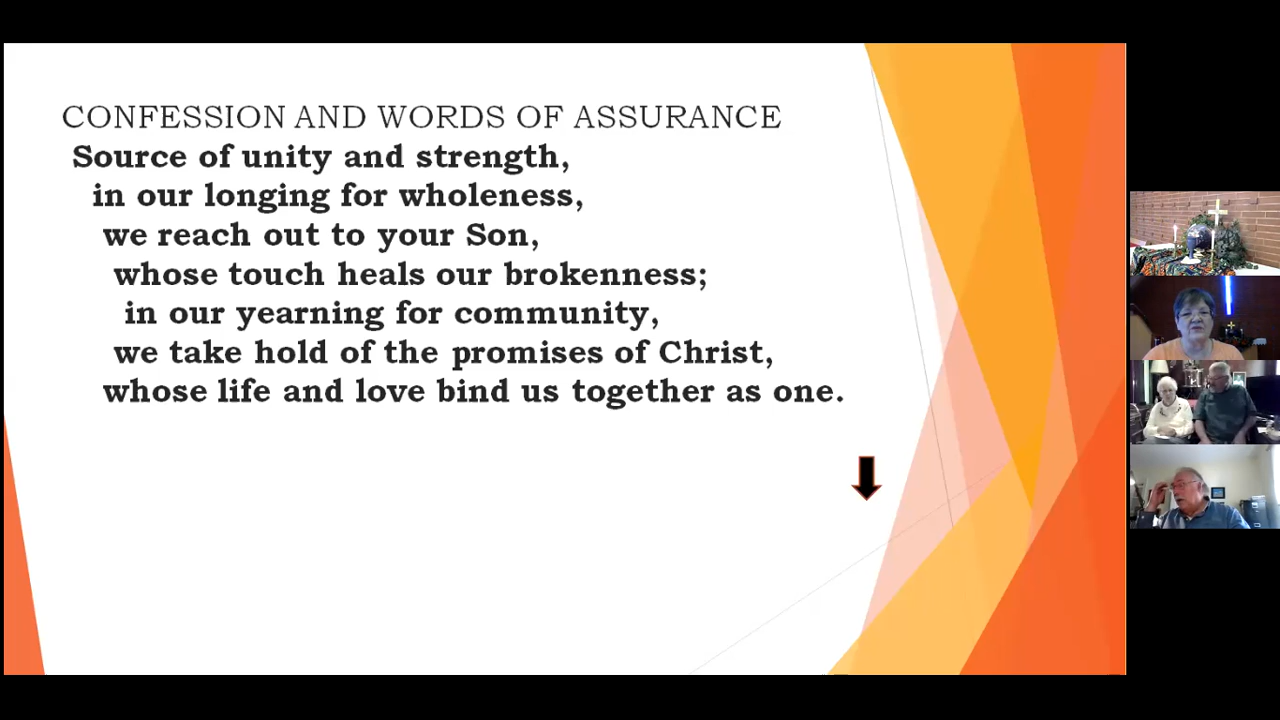 CONFESSION AND WORDS OF ASSURANCE
Source of unity and strength,
in our longing for wholeness,
we reach out to your Son,
whose touch heals our brokenness;
in our yearning for community,
we take hold of the promises of Christ,
whose life and love bind us together as one.